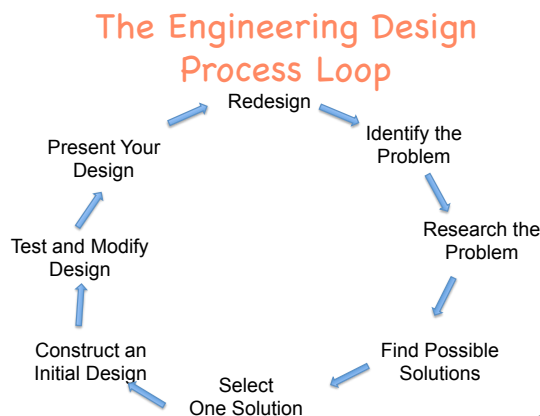 The Engineering Design
Process Loop
Redesign
Identify the
Problem
Research the
Problem
Find Possible
Solutions
Select
One Solution
Construct an
Initial Design
Test and Modify
Design
Present Your
Design